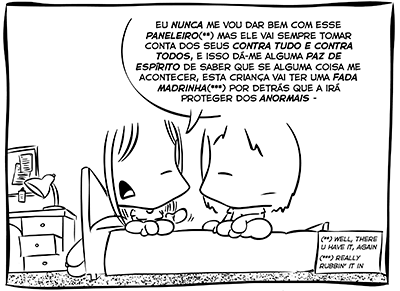 EU NUNCA ME VOU DAR BEM COM ESSE
PANELEIRO(**) MAS ELE VAI SEMPRE TOMAR
CONTA DOS SEUS CONTRA TUDO E CONTRA
TODOS, E ISSO DÁ-ME ALGUMA PAZ DE
ESPÍRITO DE SABER QUE SE ALGUMA COISA ME
ACONTECER, ESTA CRIANÇA VAI TER UMA FADA
MADRINHA(***) POR DETRÁS QUE A IRÁ
PROTEGER DOS ANORMAIS -
(**) WELL, THERE
U HAVE IT, AGAIN
(***) REALLY
RUBBIN' IT IN